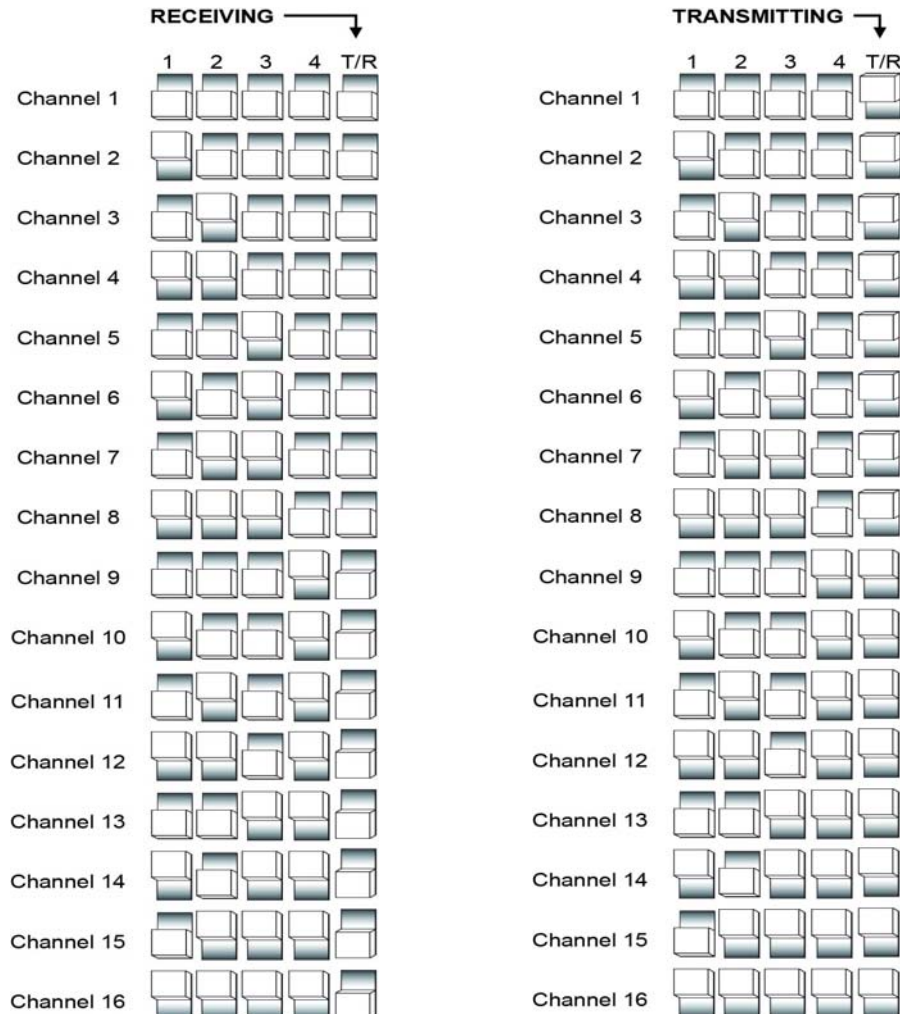 RECEIVING
1 2 3 4 T/R
Channel 1
Channel 2
Channel 3
Channel 4
Channel 5
Channel 6
Channel 7
Channel 8
Channel 9
Channel 10
Channel 11
Channel 12
Channel 13
Channel 14
Channel 15
Channel 16
TRANSMITTING
1 2 3 4 T/R
Channel 1
Channel 2
Channel 3
Channel 4
Channel 5
Channel 6
Channel 7
Channel 8
Channel 9
Channel 10
Channel 11
Channel 12
Channel 13
Channel 14
Channel 15
Channel 16